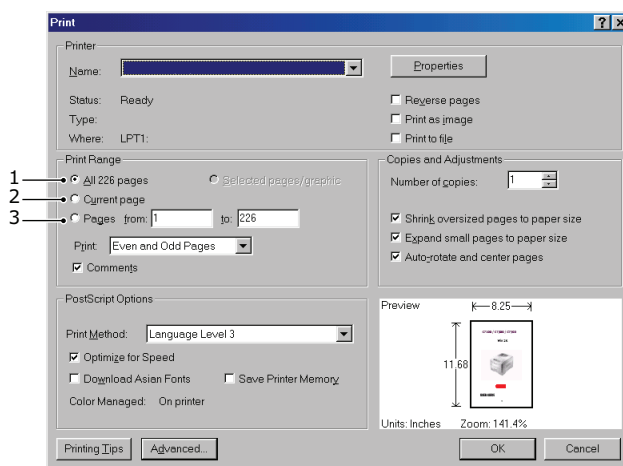 Print
Printer
Name:
Properties
Status: Ready
Reverse pages
Type:
Print as image
Where: LPT1:
Print to file
Print Range
1 All 226 pages
Selected pages/graphic
2 Current page
3 Pages from: 1 to: 226
Print: Even and Odd Pages
Comments
Copies and Adjustments
Number of copies: 1
Shrink oversized pages to paper size
Expand small pages to paper size
Auto-rotate and center pages
PostScript Options
Print Method: Language Level 3
Optimize for Speed
Download Asian Fonts
Save Printer Memory
Color Managed: On printer
Preview
8.25
11.68
Units: Inches Zoom: 141.4%
Printing Tips
Advanced...
OK
Cancel